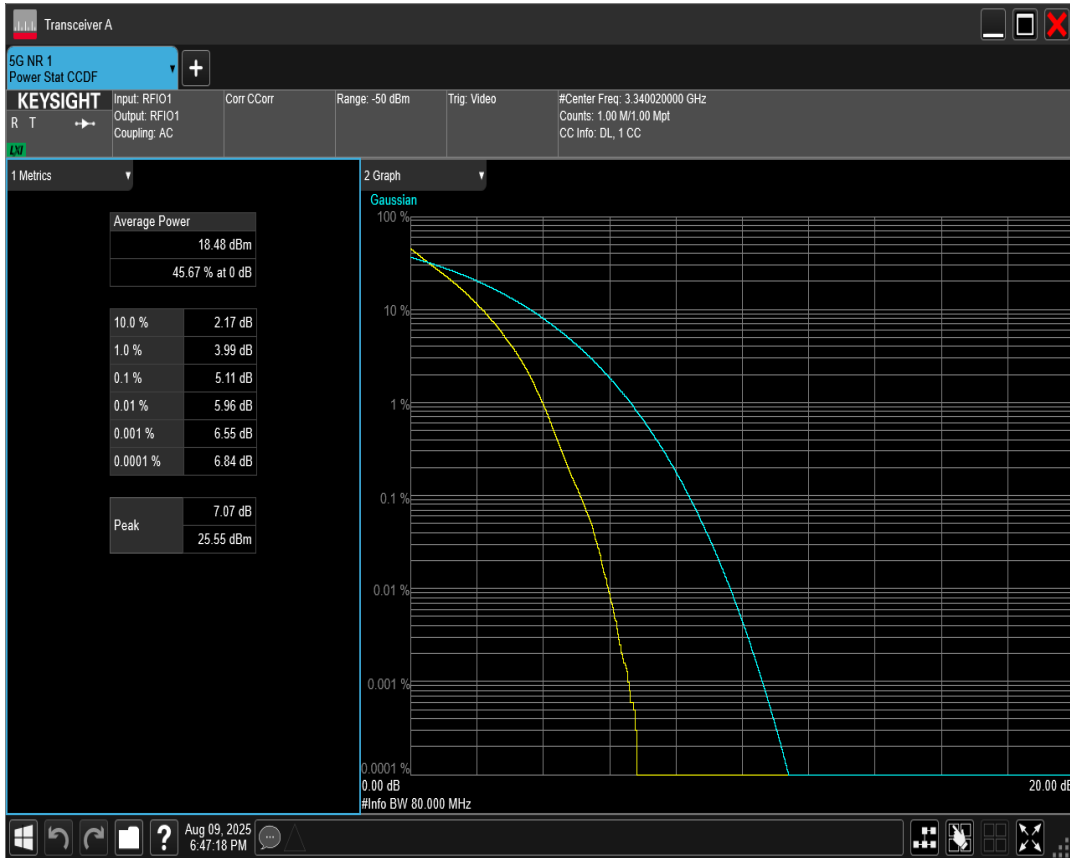 Transceiver A
5G NR 1
Power Stat CCDF
KEYSIGHT
R T
LXI
Input: RFIO1
Output: RFIO1
Coupling: AC
Corr CCorr
Range: -50 dBm
Trig: Video
#Center Freq: 3.340020000 GHz
Counts: 1.00 M/1.00 Mpt
CC Info: DL, 1 CC
1 Metrics
Average Power
18.48 dBm
45.67 % at 0 dB
10.0 % 2.17 dB
1.0 % 3.99 dB
0.1 % 5.11 dB
0.01 % 5.96 dB
0.001 % 6.55 dB
0.0001 % 6.84 dB
Peak
7.07 dB
25.55 dBm
2 Graph
Gaussian
100 %
10 %
1 %
0.1 %
0.01 %
0.001 %
0.0001 %
0.00 dB 20.00 dB
#Info BW 80.000 MHz
?
Aug 09, 2025
6:47:18 PM